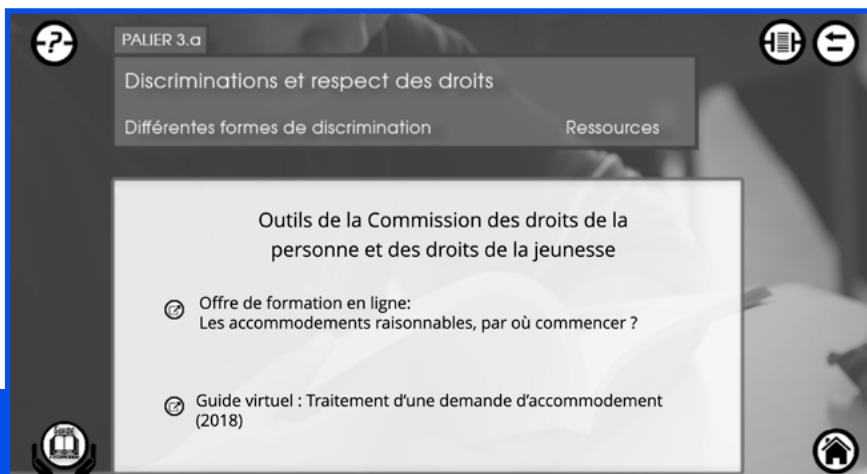 PALIER 3.a
Discriminations et respect des droits
Différentes formes de discrimination
Ressources
Outils de la Commission des droits de la
personne et des droits de la jeunesse
Offre de formation en ligne:
Les accommodements raisonnables, par où commencer ?
Guide virtuel : Traitement d'une demande d'accommodement
(2018)
GUIDE